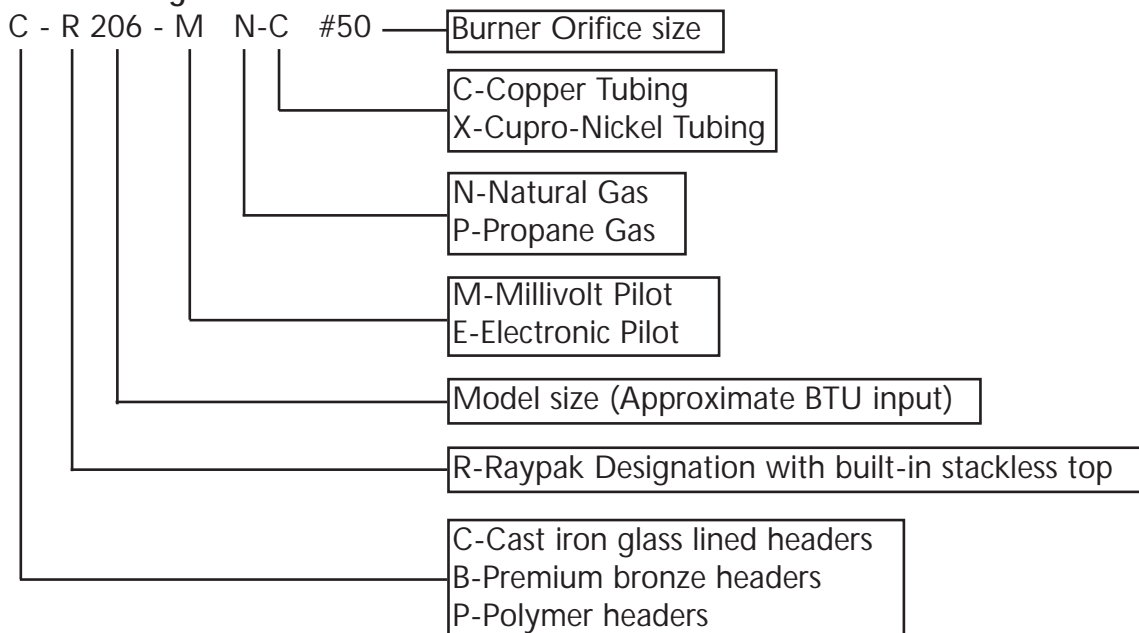 C - R 206 - M N-C #50
Burner Orifice size
C-Copper Tubing
X-Cupro-Nickel Tubing
N-Natural Gas
P-Propane Gas
M-Millivolt Pilot
E-Electronic Pilot
Model size (Approximate BTU input)
R-Raypak Designation with built-in stackless top
C-Cast iron glass lined headers
B-Premium bronze headers
P-Polymer headers